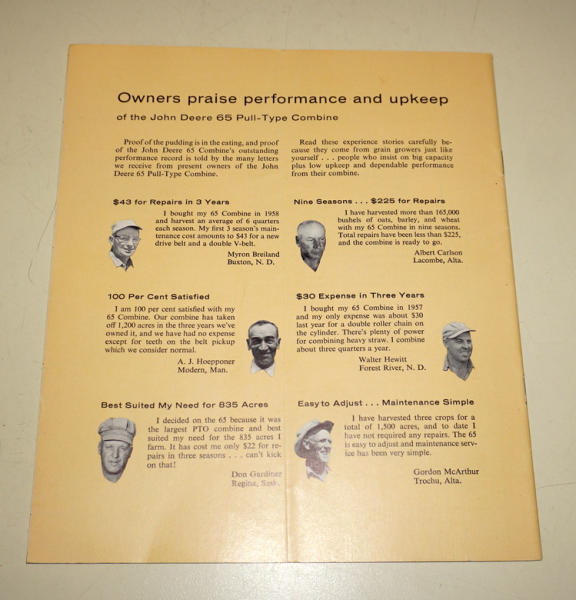 Owners praise performance and upkeep
of the John Deere 65 Pull-Type Combine
Proof of the pudding is in the eating, and proof
of the John Deere 65 Combine's outstanding
performance record is told by the many letters
we receive from present owners of the John
Deere 65 Pull-Type Combine.
Read these experience stories carefully be-
cause they come from grain growers just like
yourself . . . people who insist on big capacity
plus low upkeep and dependable performance
from their combine.
$43 for Repairs in 3 Years
I bought my 65 Combine in 1958
and harvest an average of 6 quarters
each season. My first 3 season's main-
tenance cost amounts to $43 for a new
drive belt and a double V-belt.
Myron Breiland
Buxton, N. D.
Nine Seasons . . . $225 for Repairs
I have harvested more than 165,000
bushels of oats, barley, and wheat
with my 65 Combine in nine seasons.
Total repairs have been less than $225,
and the combine is ready to go.
Albert Carlson
Lacombe, Alta.
100 Per Cent Satisfied
I am 100 per cent satisfied with my
65 Combine. Our combine has taken
off 1,200 acres in the three years we've
owned it, and we have had no expense
except for teeth on the belt pickup
which we consider normal.
A. J. Hoepponer
Modern, Man.
$30 Expense in Three Years
I bought my 65 Combine in 1957
and my only expense was about $30
last year for a double roller chain on
the cylinder. There's plenty of power
for combining heavy straw. I combine
about three quarters a year.
Walter Hewitt
Forest River, N. D.
Best Suited My Need for 835 Acres
I decided on the 65 because it was
the largest PTO combine and best
suited my need for the 835 acres I
farm. It has cost me only $22 for re-
pairs in three seasons . . . can't kick
on that!
Don Gardiner
Regina, Sask.
Easy to Adjust . . . Maintenance Simple
I have harvested three crops for a
total of 1,500 acres, and to date I
have not required any repairs. The 65
is easy to adjust and maintenance serv-
ice has been very simple.
Gordon McArthur
Trochu, Alta.